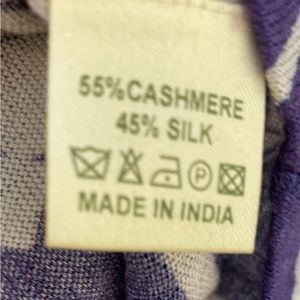 55%CASHMERE
45% SILK
P
MADE IN INDIA